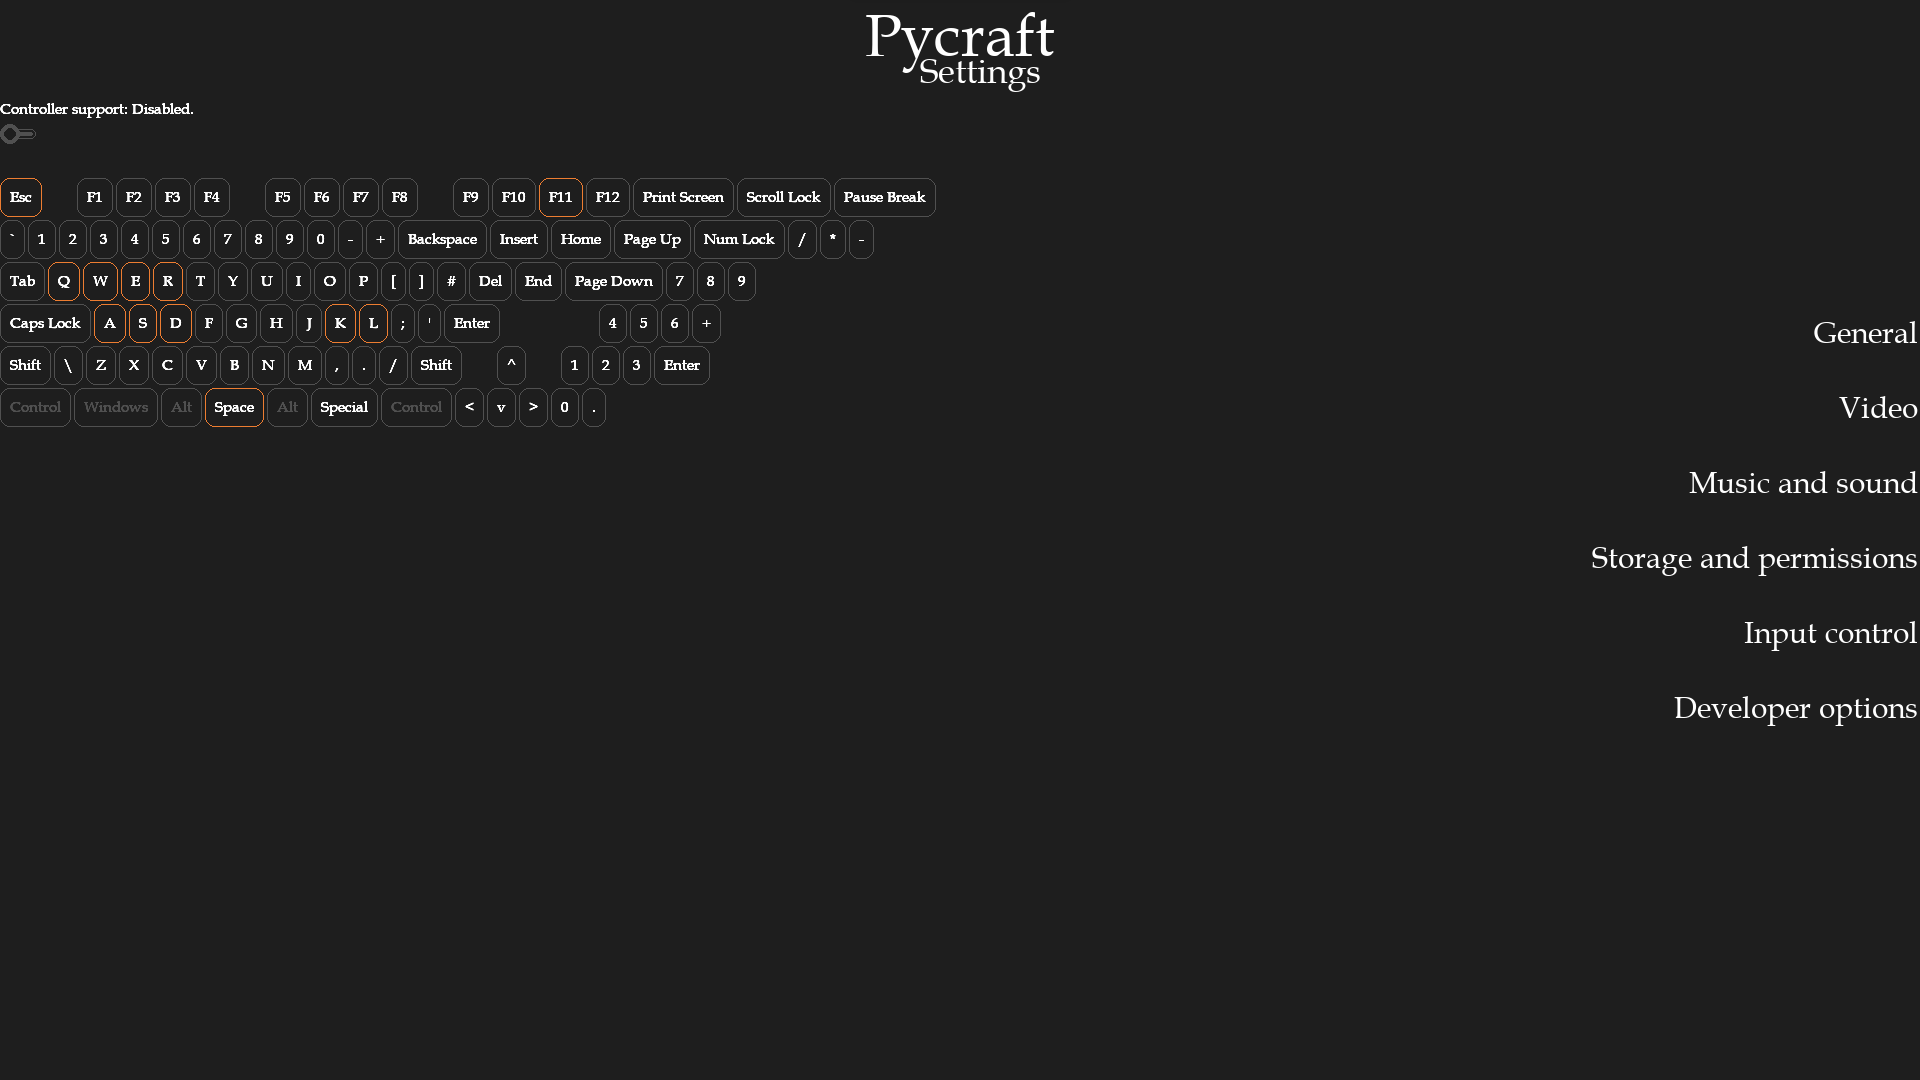 Pycraft
Settings
Controller support: Disabled.
Esc F1 F2 F3 F4 F5 F6 F7 F8 F9 F10 F11 F12 Print Screen Scroll Lock Pause Break
` 1 2 3 4 5 6 7 8 9 0 - + Backspace Insert Home Page Up Num Lock / * -
Tab Q W E R T Y U I O P [ ] # Del End Page Down 7 8 9
Caps Lock A S D F G H J K L ; ' Enter 4 5 6 +
Shift \ Z X C V B N M , . / Shift ^ 1 2 3 Enter
Control Windows Alt Space Alt Special Control < v > 0 .
General
Video
Music and sound
Storage and permissions
Input control
Developer options